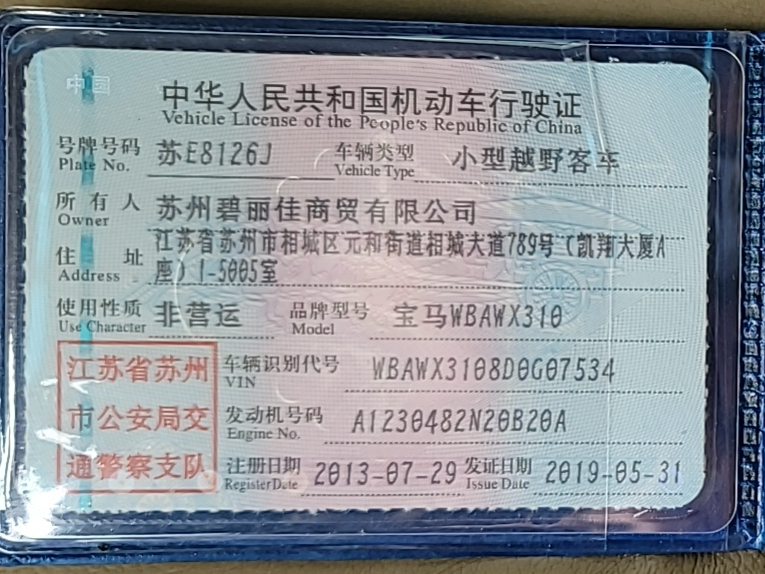 中国
中华人民共和国机动车行驶证
Vehicle License of the People's Republic of China
号牌号码 苏E8126J 车辆类型 小型越野客车
Plate No. Vehicle Type
所有人 苏州碧丽佳商贸有限公司
Owner
住址 江苏省苏州市相城区元和街道相城大道789号(凯翔大厦A
Address 座)1-5005室
使用性质 非营运 品牌型号 宝马WBAWX310
Use Character Model
江苏省苏州 车辆识别代号 WBAWX3108D0G07534
VIN
市公安局交 发动机号码 A1230482N20B20A
Engine No.
通警察支队 注册日期 2013-07-29 发证日期 2019-05-31
Register Date Issue Date